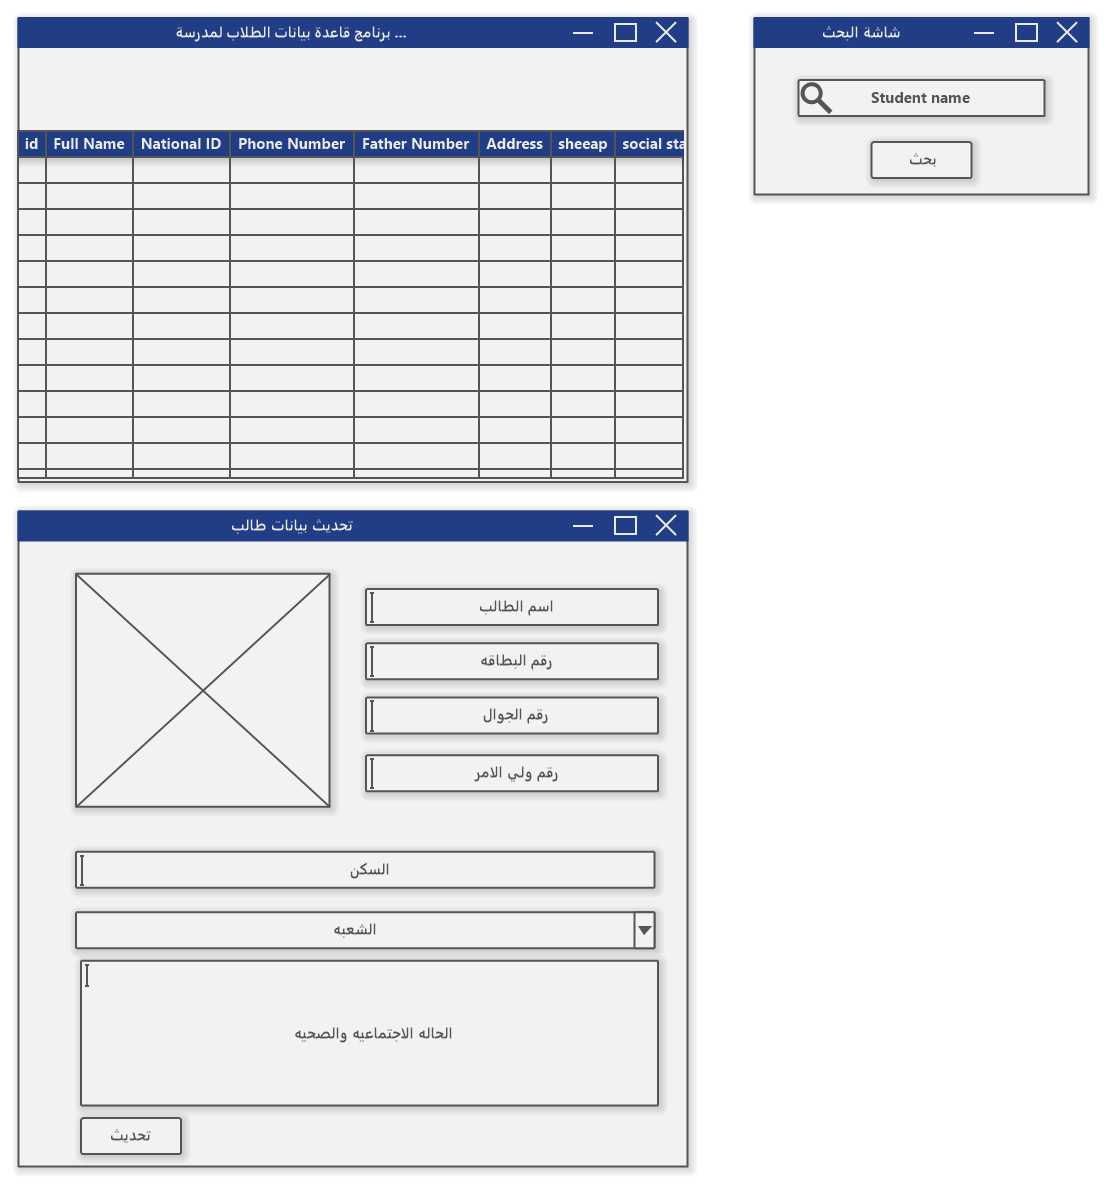 برنامج قاعدة بيانات الطلاب لمدرسة ...
id Full Name National ID Phone Number Father Number Address sheeap social sta
شاشة البحث
Student name
بحث
تحديث بيانات طالب
اسم الطالب
رقم البطاقه
رقم الجوال
رقم ولي الامر
السكن
الشعبه
الحاله الاجتماعيه والصحيه
تحديث